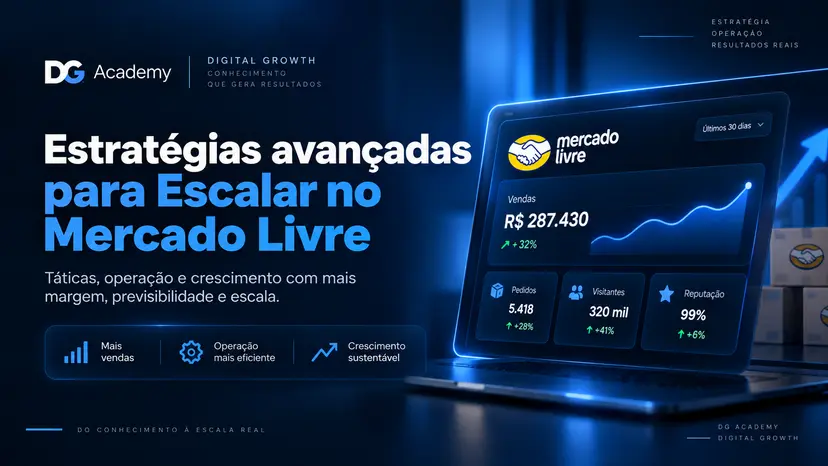 DG Academy
DIGITAL GROWTH
CONHECIMENTO
QUE GERA RESULTADOS
ESTRATÉGIA
OPERAÇÃO
RESULTADOS REAIS
Estratégias avançadas
para Escalar no
Mercado Livre
Táticas, operação e crescimento com mais
margem, previsibilidade e escala.
Mais
vendas
Operação
mais eficiente
Crescimento
sustentável
mercado
livre
Últimos 30 dias
Vendas
R$ 287.430
+32%
Pedidos
5.418
+28%
Visitantes
320 mil
+41%
Reputação
99%
+6%
DO CONHECIMENTO À ESCALA REAL
DG ACADEMY
DIGITAL GROWTH